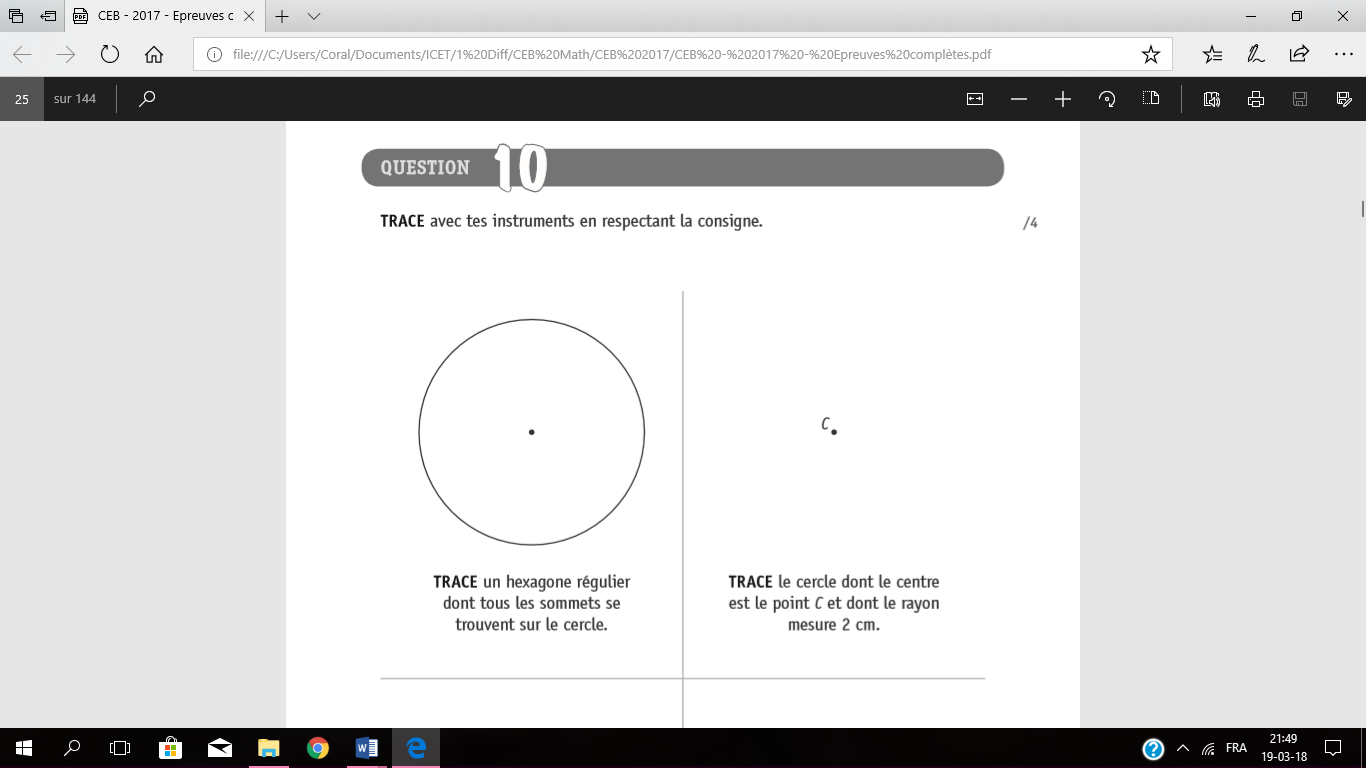 CEB - 2017 - Epreuves c
file:///C:/Users/Coral/Documents/ICET/1%20Diff/CEB%20Math/CEB%202017/CEB%20-%202017%20-%20Epreuves%20complètes.pdf
25 sur 144
QUESTION 10
TRACE avec tes instruments en respectant la consigne.
/4
C
TRACE un hexagone régulier
dont tous les sommets se
trouvent sur le cercle.
TRACE le cercle dont le centre
est le point C et dont le rayon
mesure 2 cm.
FRA
21:49
19-03-18